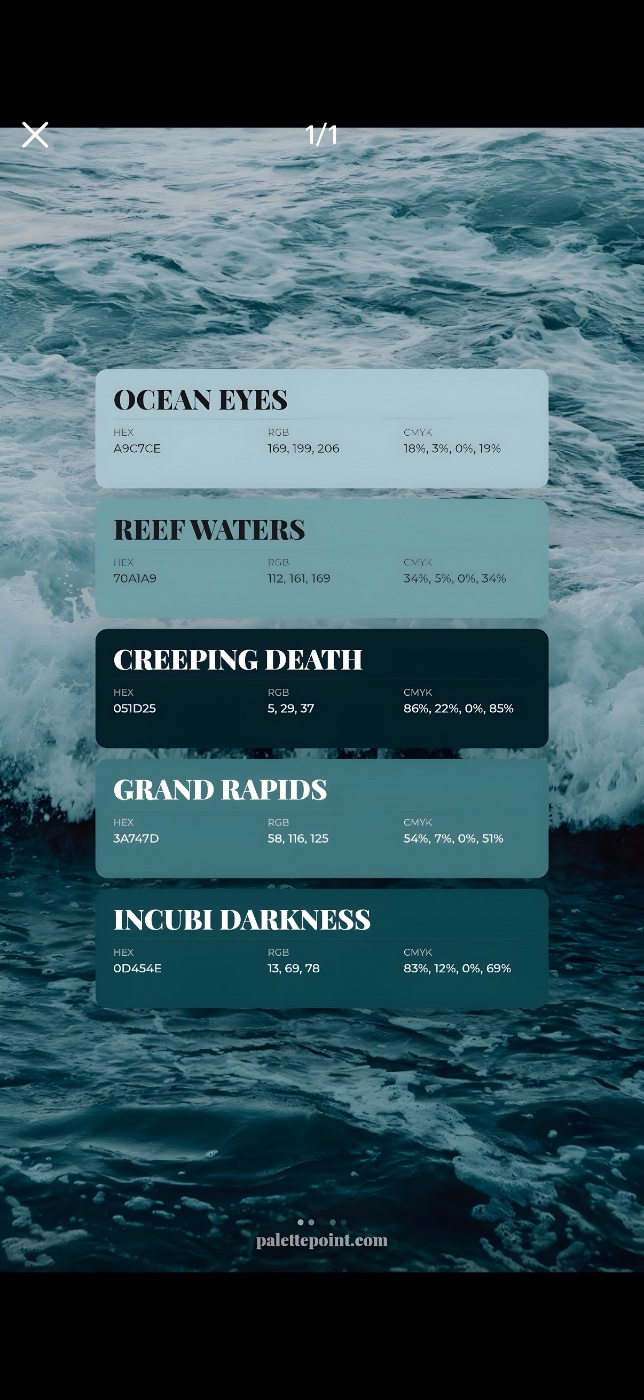 1/1
OCEAN EYES
HEX RGB CMYK
A9C7CE 169, 199, 206 18%, 3%, 0%, 19%
REEF WATERS
HEX RGB CMYK
70A1A9 112, 161, 169 34%, 5%, 0%, 34%
CREEPING DEATH
HEX RGB CMYK
051D25 5, 29, 37 86%, 22%, 0%, 85%
GRAND RAPIDS
HEX RGB CMYK
3A747D 58, 116, 125 54%, 7%, 0%, 51%
INCUBI DARKNESS
HEX RGB CMYK
0D454E 13, 69, 78 83%, 12%, 0%, 69%
palettepoint.com